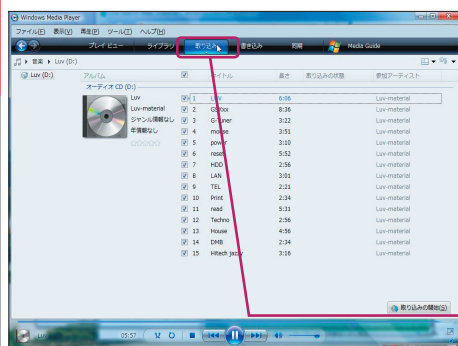 Windows Media Player
ファイル(F) 表示(V) 再生(P) ツール(T) ヘルプ(H)
プレイ ビュー ライブラリ 取り込み 書き込み 同期 Media Guide
音楽 ▸ Luv (D:)
Luv (D:) アルバム タイトル 長さ 取り込みの状態 参加アーティスト
オーディオ CD (D:)
Luv 1 LUV 6:06 Luv-material
Luv-material 2 8:36 Luv-material
ジャンル情報なし 3 G-Tuner 3:22 Luv-material
年情報なし 4 mouse 3:51 Luv-material
5 power 3:10 Luv-material
6 reset 5:52 Luv-material
7 HDD 2:56 Luv-material
8 LAN 3:01 Luv-material
9 TEL 2:21 Luv-material
10 Print 2:34 Luv-material
11 read 5:31 Luv-material
12 Techno 2:56 Luv-material
13 House 4:56 Luv-material
14 DMB 2:34 Luv-material
15 Hitech jazzy 3:16 Luv-material
取り込みの開始(S)
05:57